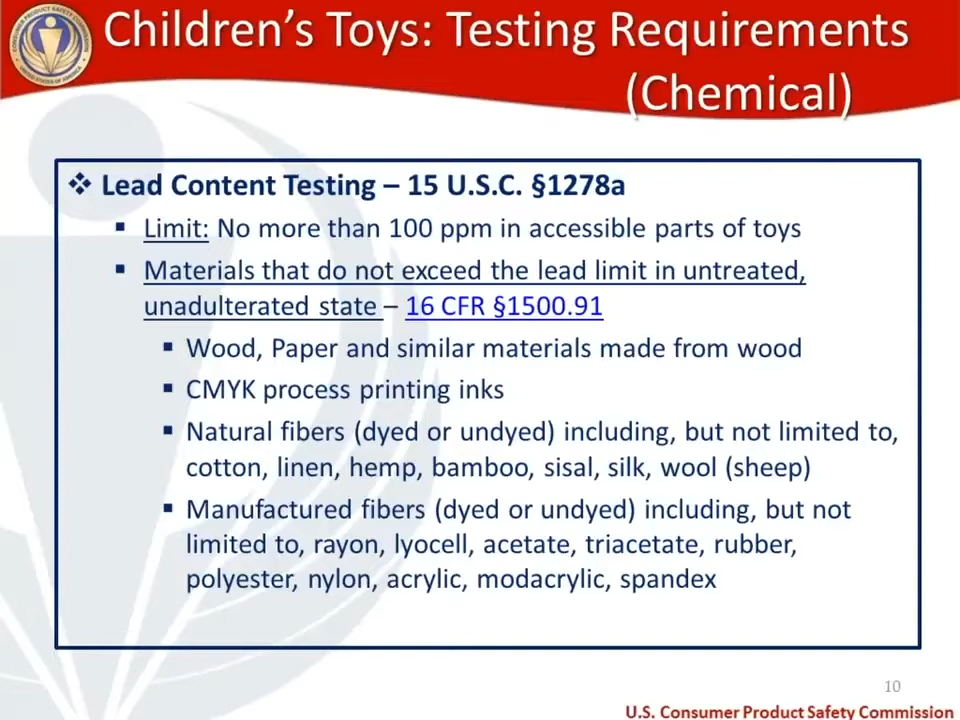 Children's Toys: Testing Requirements
(Chemical)
❖ Lead Content Testing – 15 U.S.C. §1278a
▪ Limit: No more than 100 ppm in accessible parts of toys
▪ Materials that do not exceed the lead limit in untreated,
unadulterated state – 16 CFR §1500.91
▪ Wood, Paper and similar materials made from wood
▪ CMYK process printing inks
▪ Natural fibers (dyed or undyed) including, but not limited to,
cotton, linen, hemp, bamboo, sisal, silk, wool (sheep)
▪ Manufactured fibers (dyed or undyed) including, but not
limited to, rayon, lyocell, acetate, triacetate, rubber,
polyester, nylon, acrylic, modacrylic, spandex
10
U.S. Consumer Product Safety Commission